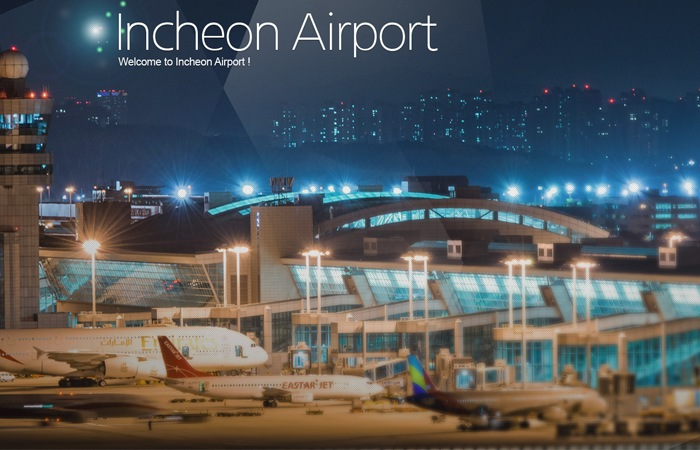 Incheon Airport
Welcome to Incheon Airport !
EASTAR JET